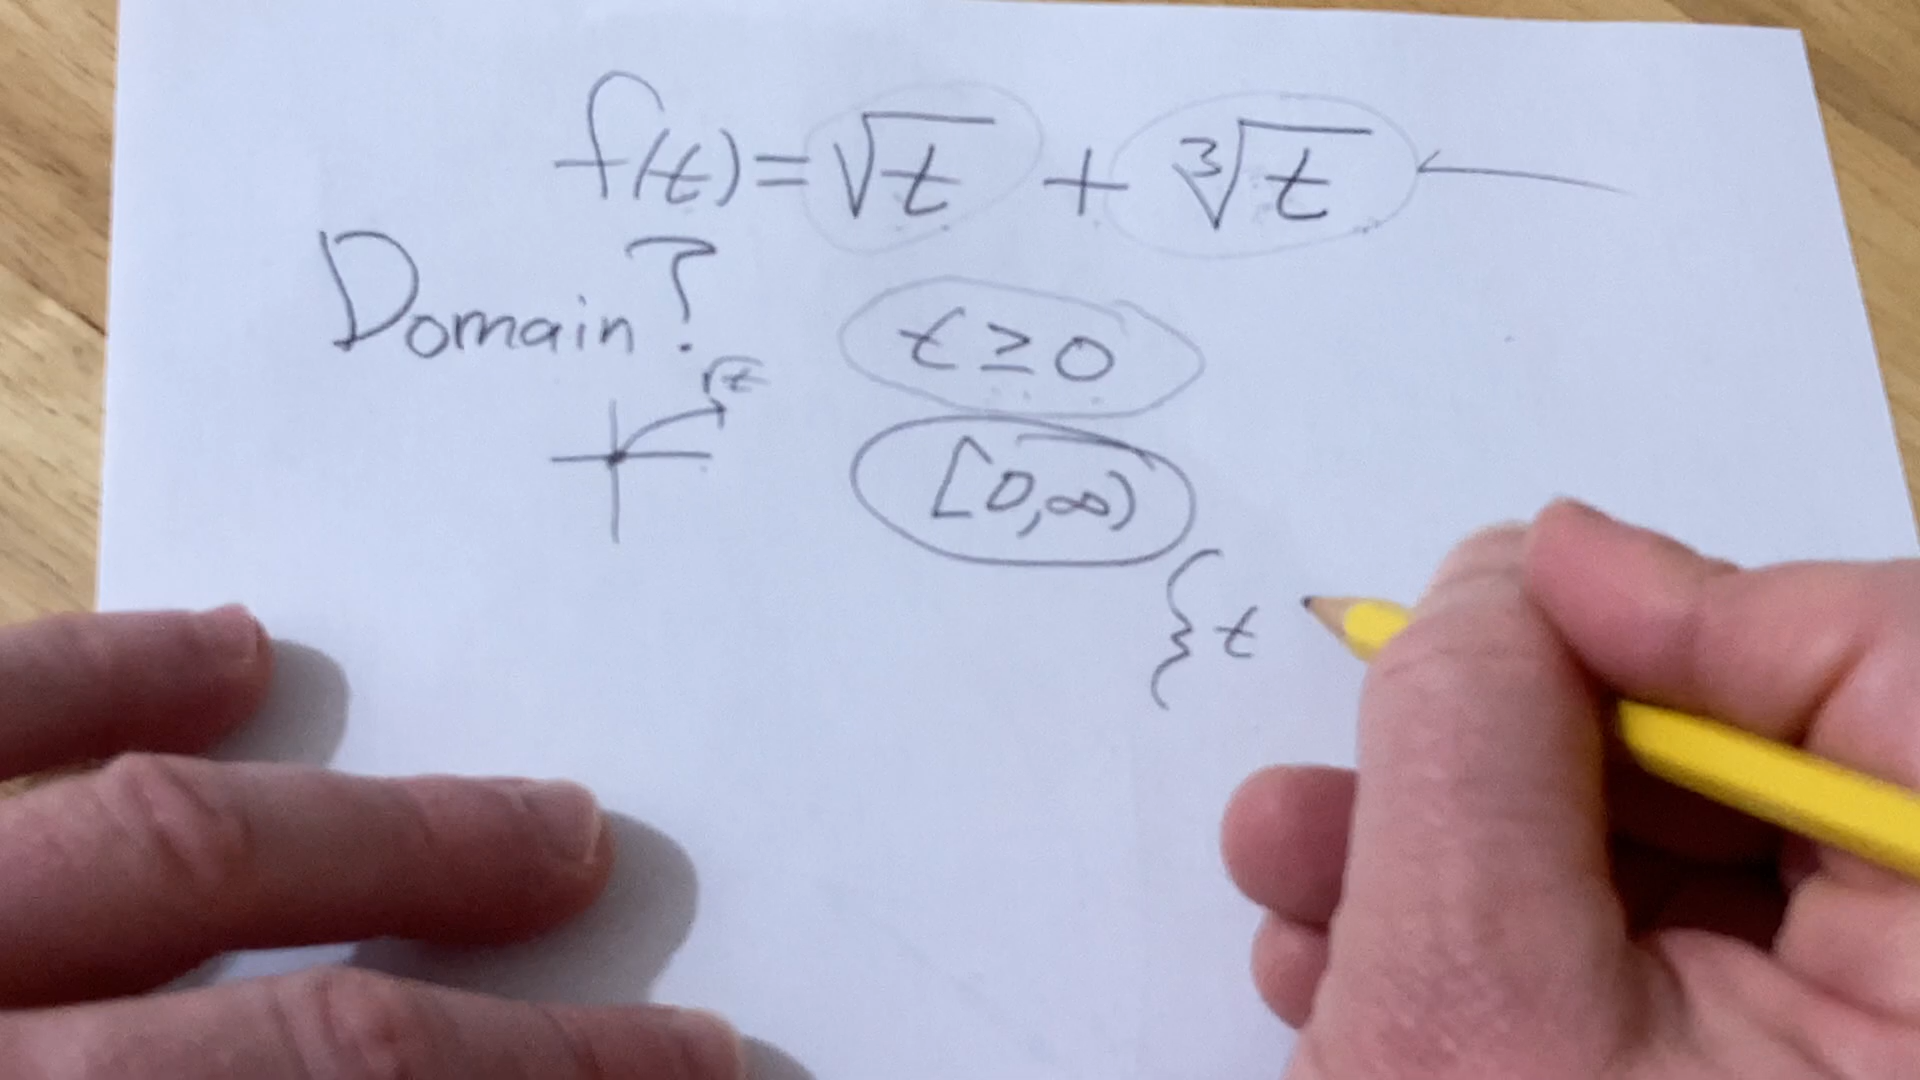 f(t) = √t + ∛t ←
Domain?
t ≥ 0
√t
[0,∞)
{t